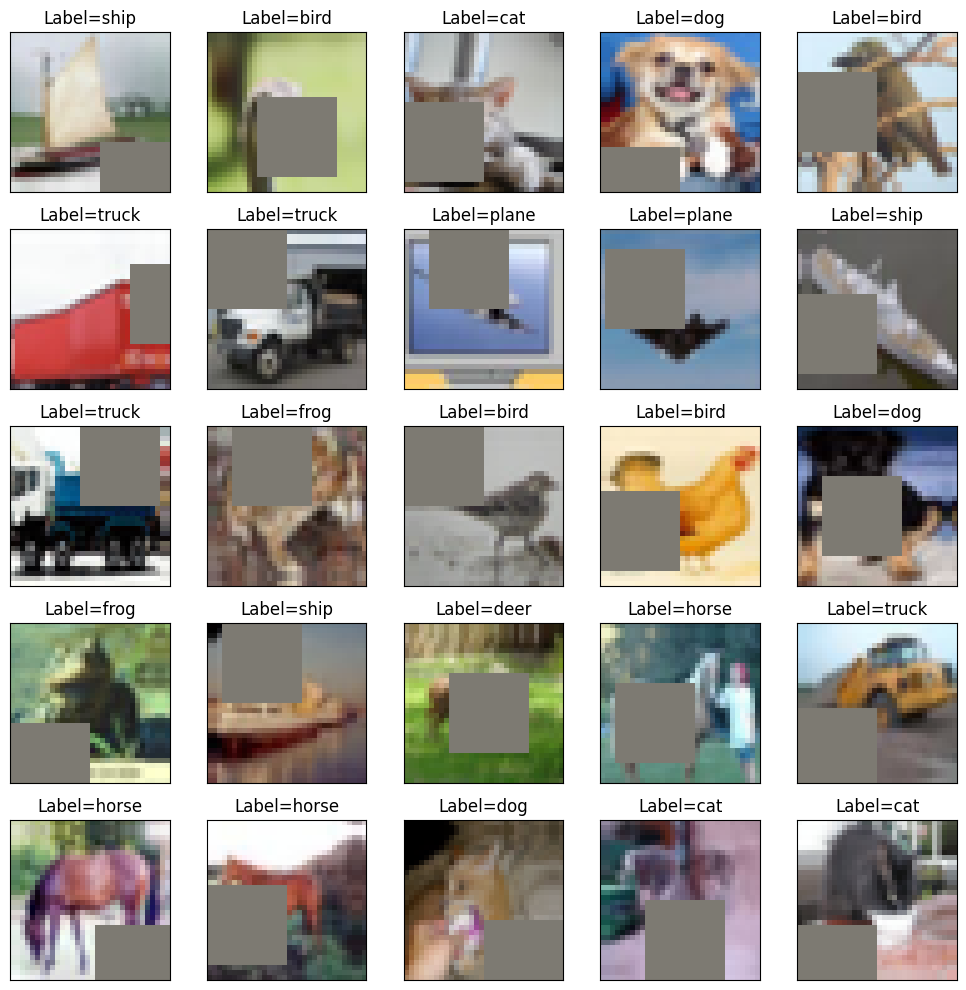 Label=ship Label=bird Label=cat Label=dog Label=bird
Label=truck Label=truck Label=plane Label=plane Label=ship
Label=truck Label=frog Label=bird Label=bird Label=dog
Label=frog Label=ship Label=deer Label=horse Label=truck
Label=horse Label=horse Label=dog Label=cat Label=cat